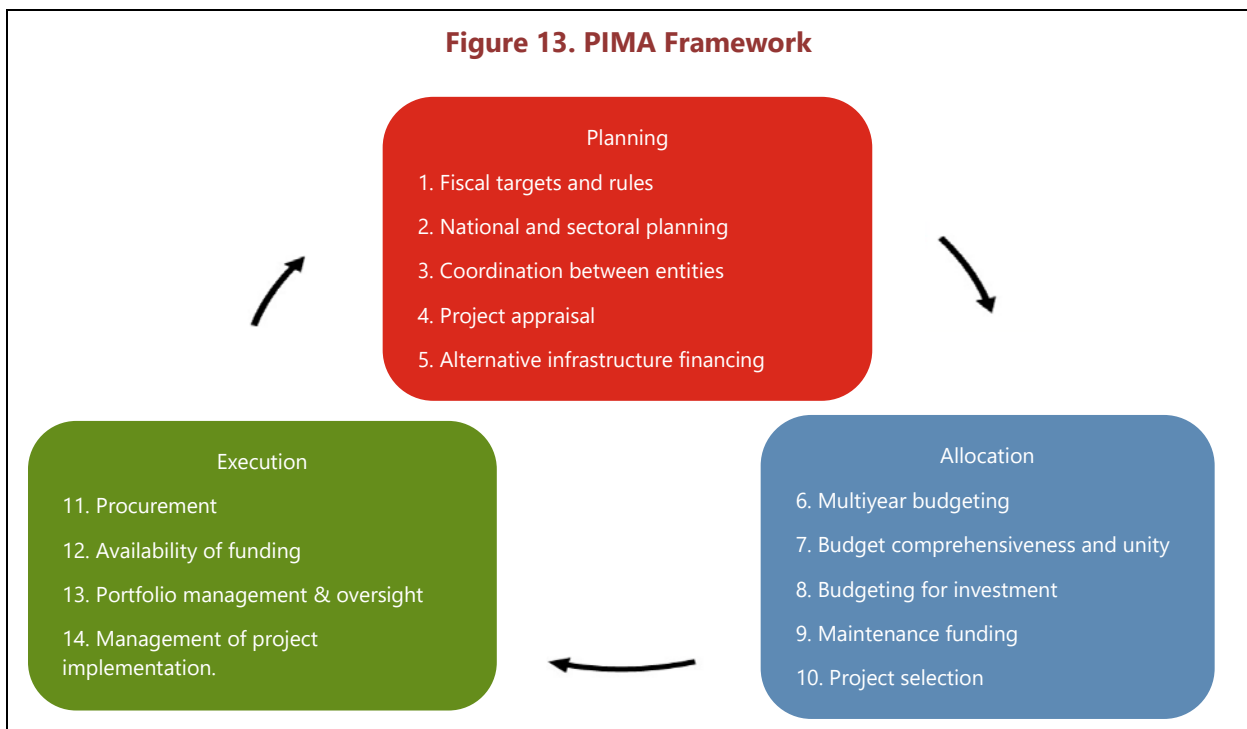 Figure 13. PIMA Framework
Planning
1. Fiscal targets and rules
2. National and sectoral planning
3. Coordination between entities
4. Project appraisal
5. Alternative infrastructure financing
Allocation
6. Multiyear budgeting
7. Budget comprehensiveness and unity
8. Budgeting for investment
9. Maintenance funding
10. Project selection
Execution
11. Procurement
12. Availability of funding
13. Portfolio management & oversight
14. Management of project
implementation.